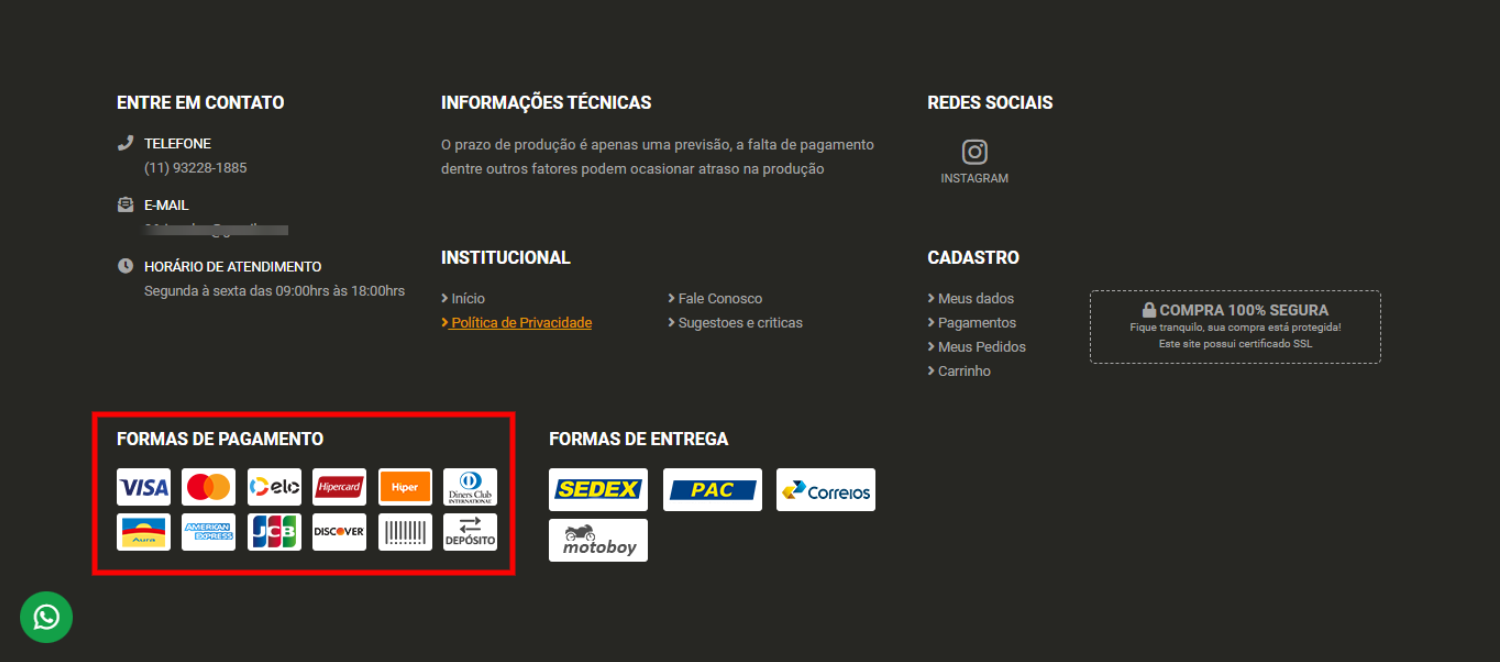 ENTRE EM CONTATO
TELEFONE
(11) 93228-1885
E-MAIL
HORÁRIO DE ATENDIMENTO
Segunda à sexta das 09:00hrs às 18:00hrs
INFORMAÇÕES TÉCNICAS
O prazo de produção é apenas uma previsão, a falta de pagamento
dentre outros fatores podem ocasionar atraso na produção
REDES SOCIAIS
INSTAGRAM
INSTITUCIONAL
Início
Política de Privacidade
Fale Conosco
Sugestoes e criticas
CADASTRO
Meus dados
Pagamentos
Meus Pedidos
Carrinho
COMPRA 100% SEGURA
Fique tranquilo, sua compra está protegida!
Este site possui certificado SSL
FORMAS DE PAGAMENTO
VISA
elo
Hipercard
Hiper
Diners Club
INTERNATIONAL
Aura
AMERICAN
EXPRESS
JCB
DISCOVER
DEPÓSITO
FORMAS DE ENTREGA
SEDEX
PAC
Correios
motoboy